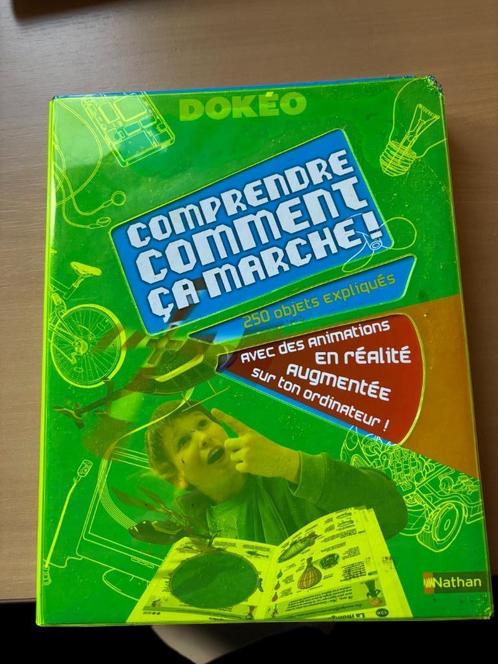 DOKÉO
COMPRENDRE
COMMENT
ÇA MARCHE !
250 objets expliqués
AVEC DES ANIMATIONS
EN RÉALITÉ
AUGMENTÉE
SUR TON ORDINATEUR !
Nathan